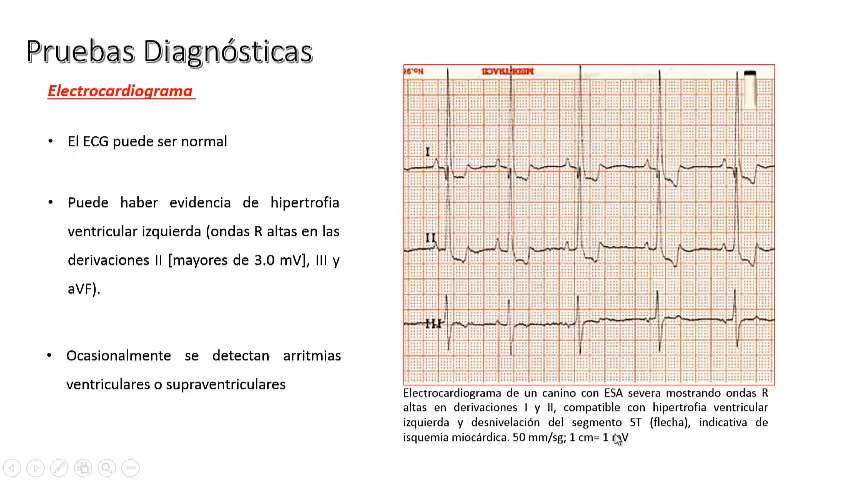 Pruebas Diagnósticas
Electrocardiograma
• El ECG puede ser normal
• Puede haber evidencia de hipertrofia
ventricular izquierda (ondas R altas en las
derivaciones II [mayores de 3.0 mV], III y
aVF).
• Ocasionalmente se detectan arritmias
ventriculares o supraventriculares
I
II
III
Electrocardiograma de un canino con ESA severa mostrando ondas R
altas en derivaciones I y II, compatible con hipertrofia ventricular
izquierda y desnivelación del segmento ST (flecha), indicativa de
isquemia miocárdica. 50 mm/sg; 1 cm= 1 mV